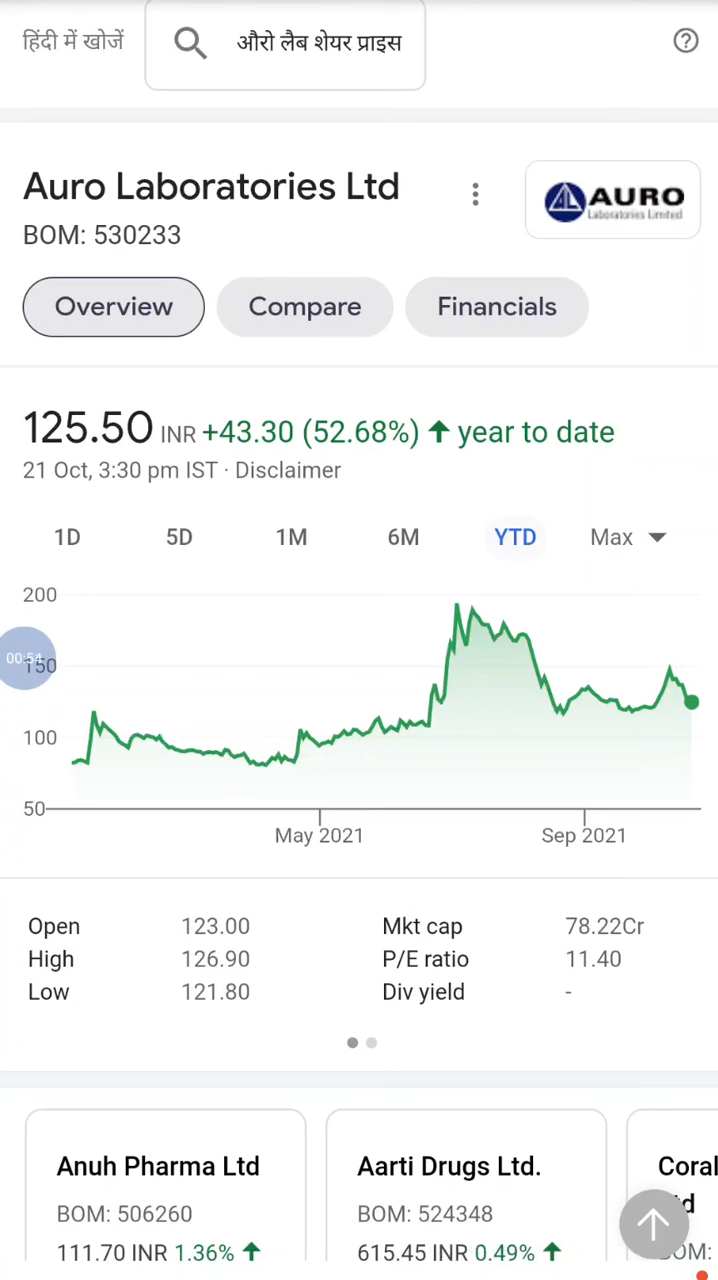 हिंदी में खोजें
औरो लैब शेयर प्राइस
Auro Laboratories Ltd
BOM: 530233
AURO
Laboratories Limited
Overview Compare Financials
125.50 INR +43.30 (52.68%) ↑ year to date
21 Oct, 3:30 pm IST · Disclaimer
1D 5D 1M 6M YTD Max
200
00:54
150
100
50
May 2021 Sep 2021
Open 123.00 Mkt cap 78.22Cr
High 126.90 P/E ratio 11.40
Low 121.80 Div yield -
Anuh Pharma Ltd
BOM: 506260
111.70 INR 1.36% ↑
Aarti Drugs Ltd.
BOM: 524348
615.45 INR 0.49% ↑
Coral